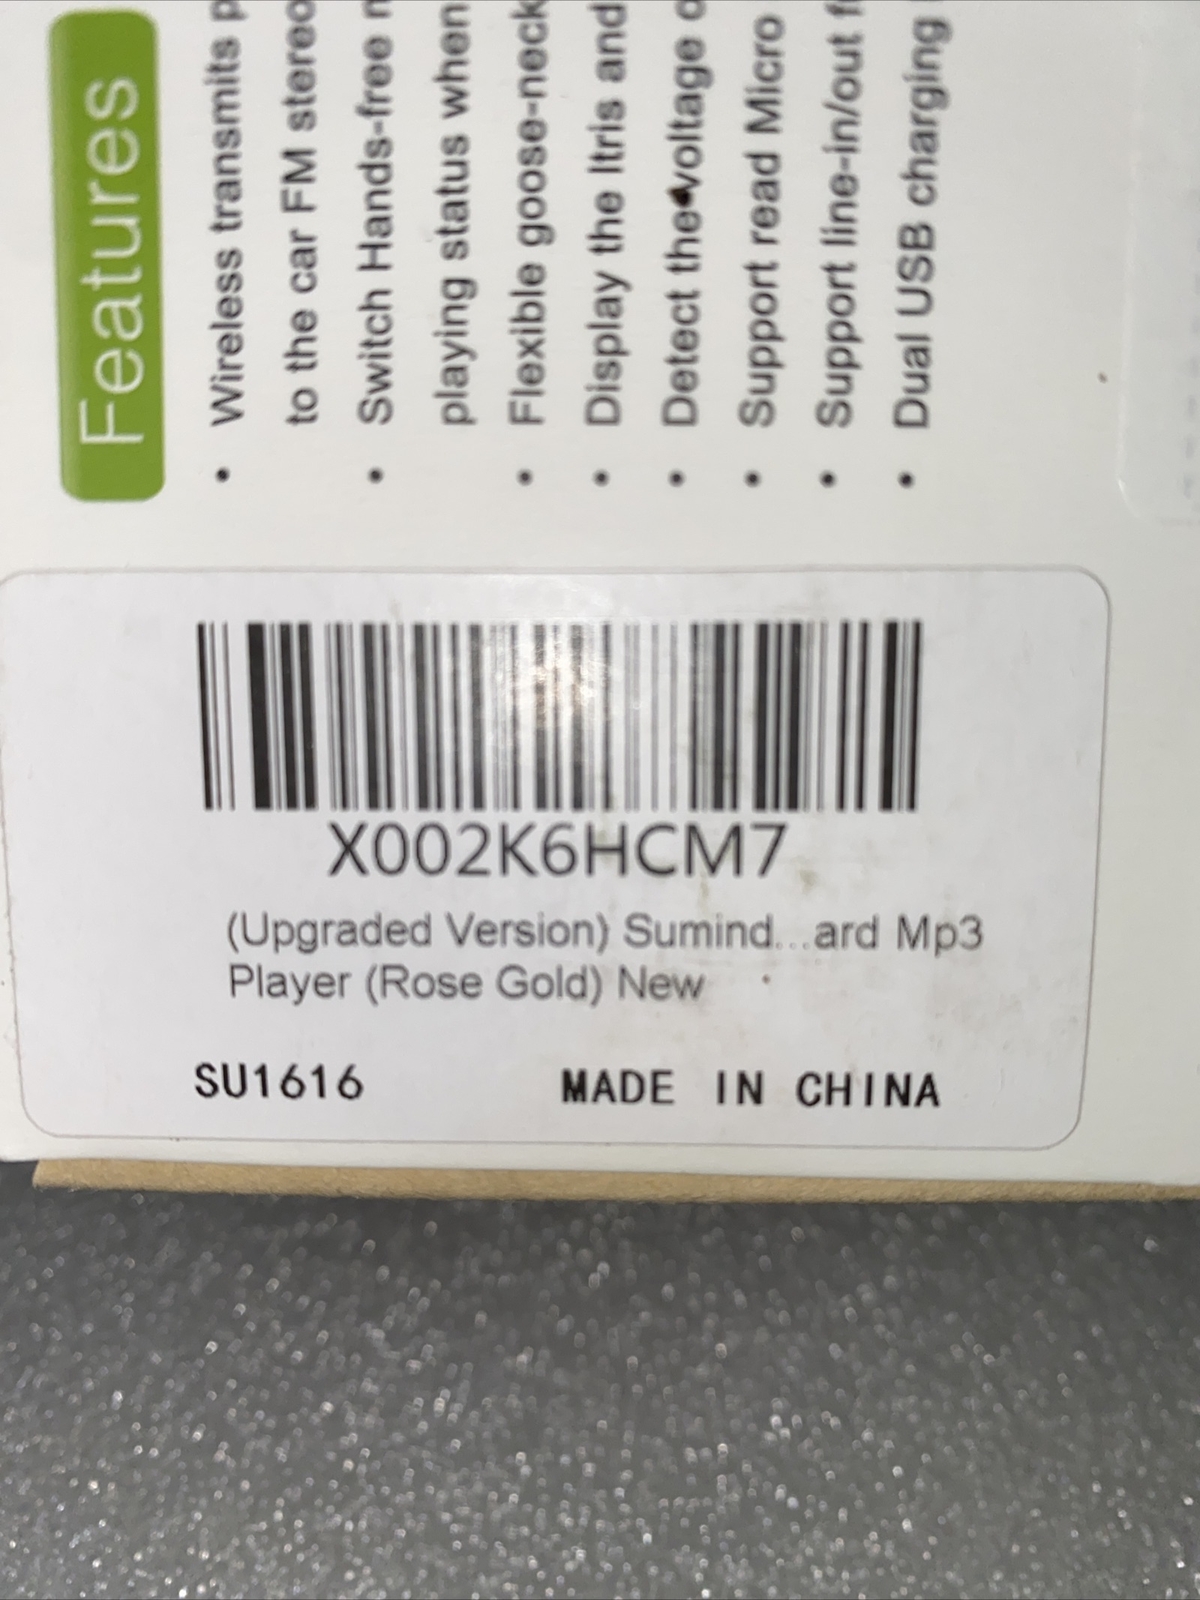 Features
• Wireless transmits
to the car FM stereo
• Switch Hands-free
playing status when
• Flexible goose-neck
• Display the Itris and
• Detect the voltage
• Support read Micro
• Support line-in/out
• Dual USB charging
X002K6HCM7
(Upgraded Version) Sumind...ard Mp3
Player (Rose Gold) New
SU1616 MADE IN CHINA